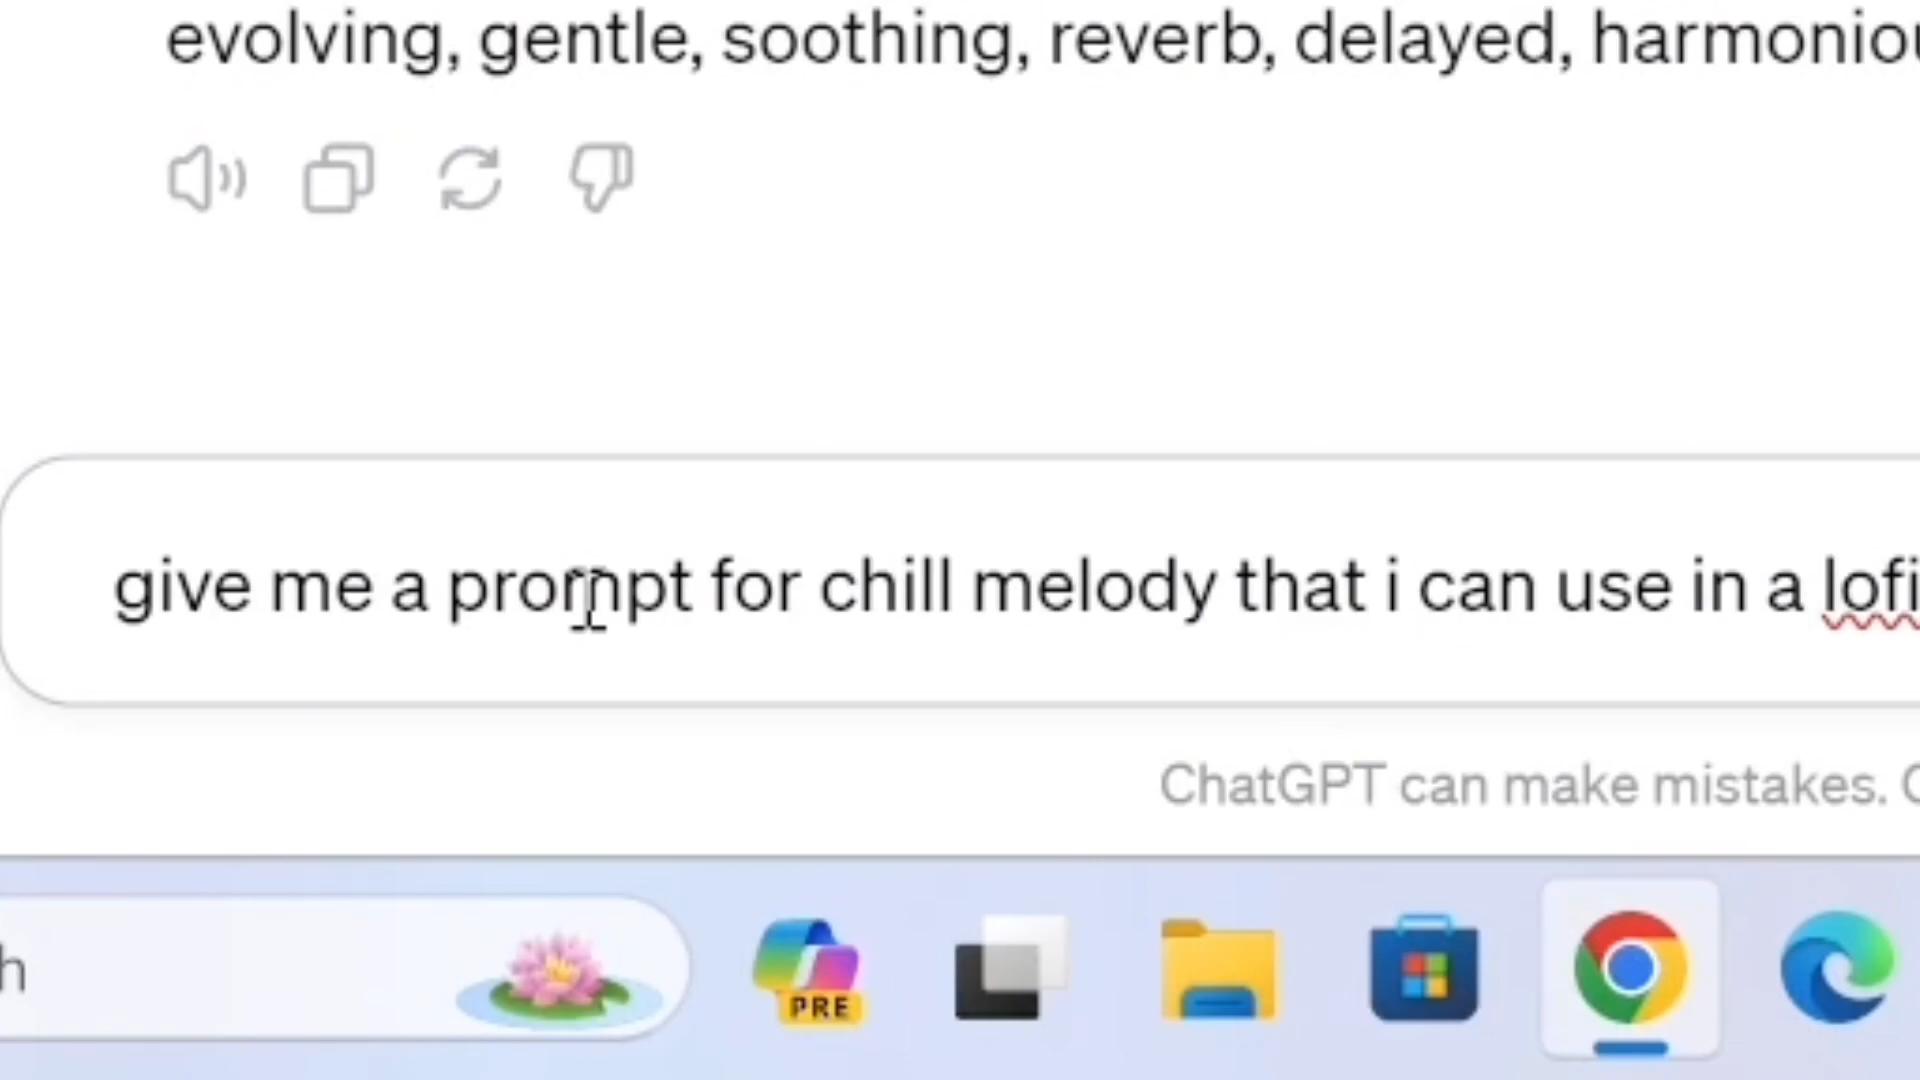 evolving, gentle, soothing, reverb, delayed, harmoniou
give me a prompt for chill melody that i can use in a lofi
ChatGPT can make mistakes. C
h
PRE